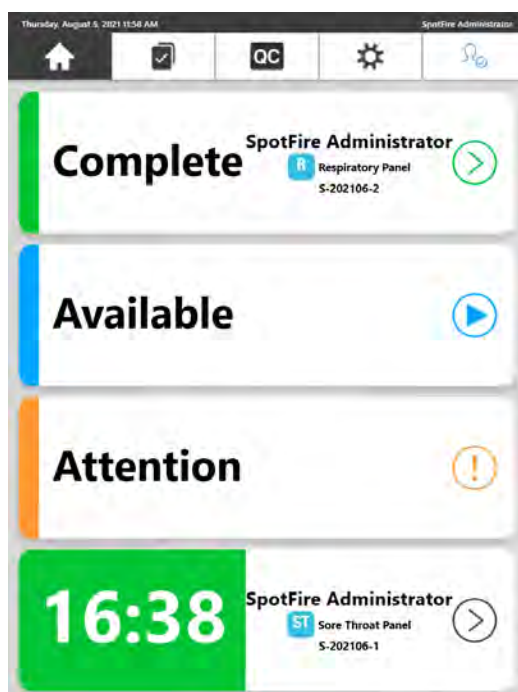 Thursday, August 5, 2021 11:58 AM SpotFire Administrator
QC
Complete
SpotFire Administrator
R Respiratory Panel
S-202106-2
Available
Attention
!
16:38
SpotFire Administrator
ST Sore Throat Panel
S-202106-1